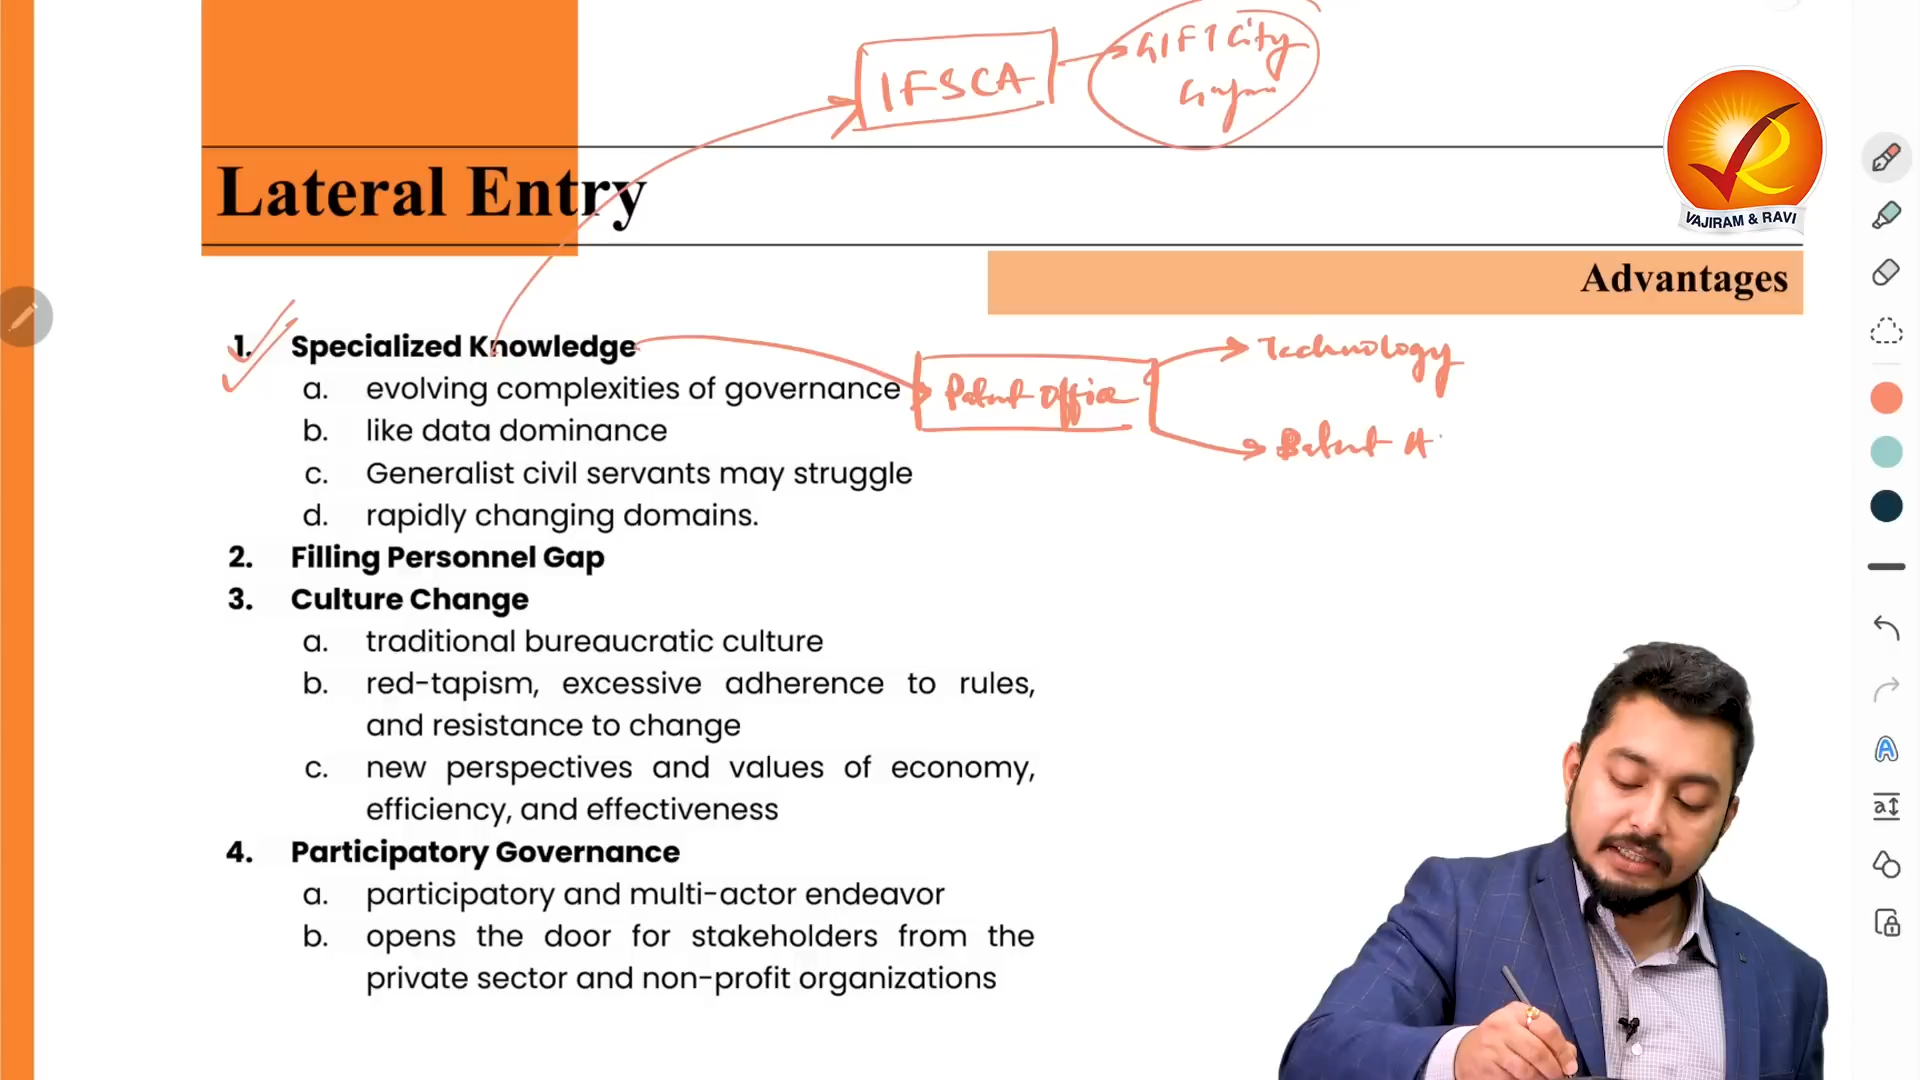 IFSCA
GIFT City
Lateral Entry
VAJIRAM & RAVI
Advantages
1. Specialized Knowledge
Technology
a. evolving complexities of governance
Patent Office
b. like data dominance
Patent A
c. Generalist civil servants may struggle
d. rapidly changing domains.
2. Filling Personnel Gap
3. Culture Change
a. traditional bureaucratic culture
b. red-tapism, excessive adherence to rules,
and resistance to change
c. new perspectives and values of economy,
efficiency, and effectiveness
4. Participatory Governance
a. participatory and multi-actor endeavor
b. opens the door for stakeholders from the
private sector and non-profit organizations